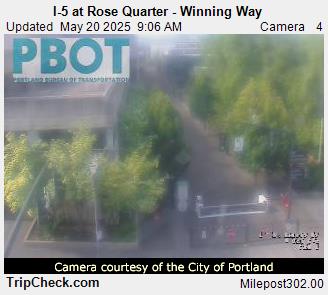 I-5 at Rose Quarter - Winning Way
Updated May 20 2025 9:06 AM Camera 4
PBOT
PORTLAND BUREAU OF TRANSPORTATION
Camera courtesy of the City of Portland
TripCheck.com Milepost302.00